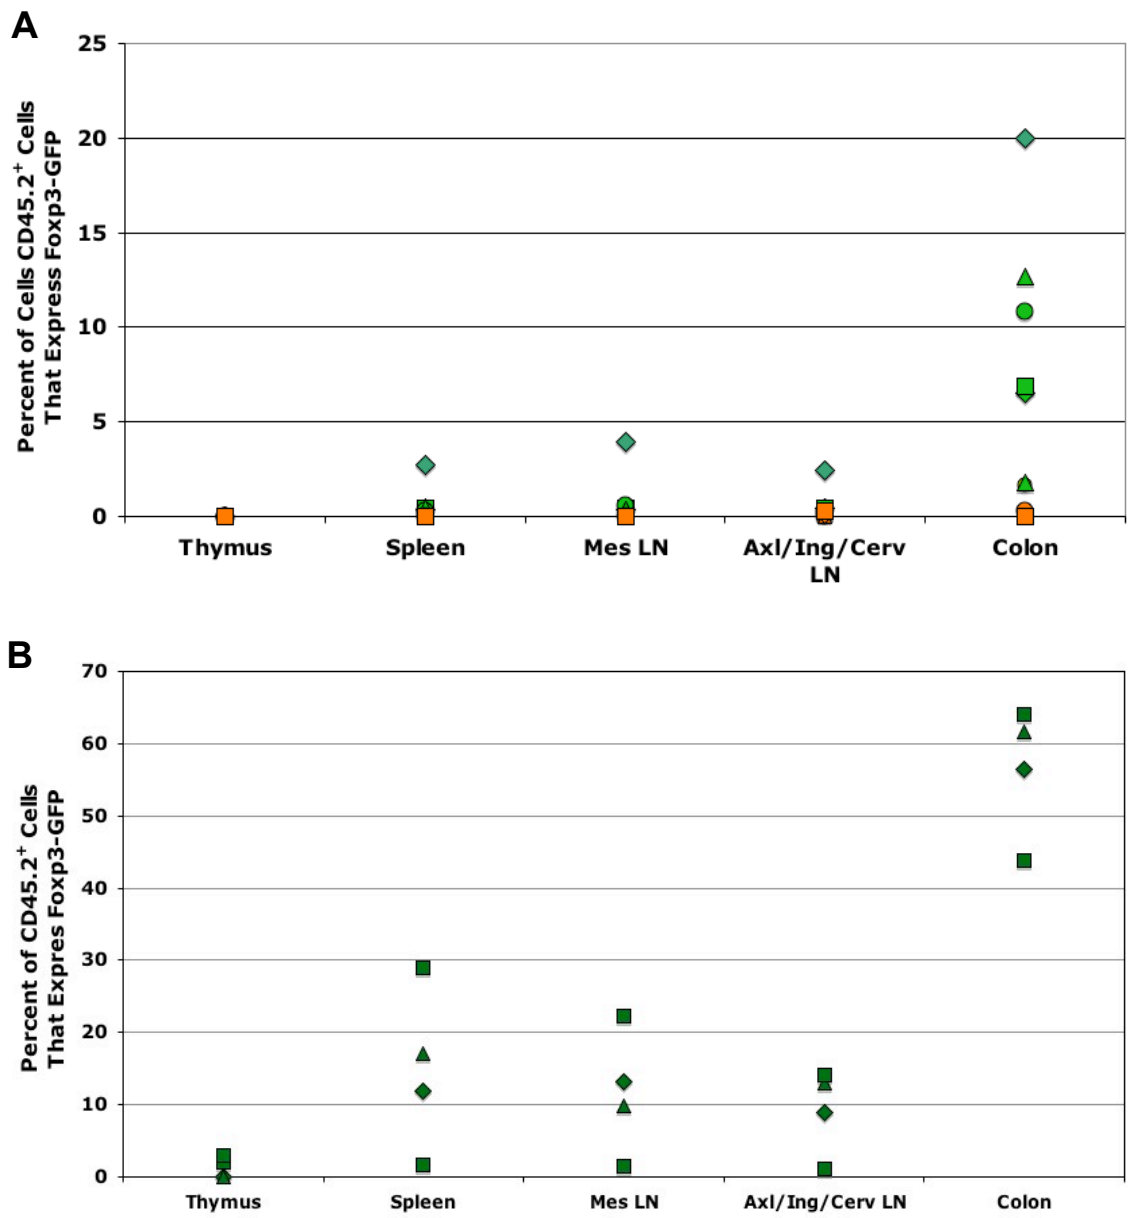 A
Percent of Cells CD45.2+ Cells
That Express Foxp3-GFP
25
20
15
10
5
0
Thymus
Spleen
Mes LN
Axl/Ing/Cerv
LN
Colon
B
Percent of CD45.2+ Cells
That Expres Foxp3-GFP
70
60
50
40
30
20
10
0
Thymus
Spleen
Mes LN
Axl/Ing/Cerv LN
Colon